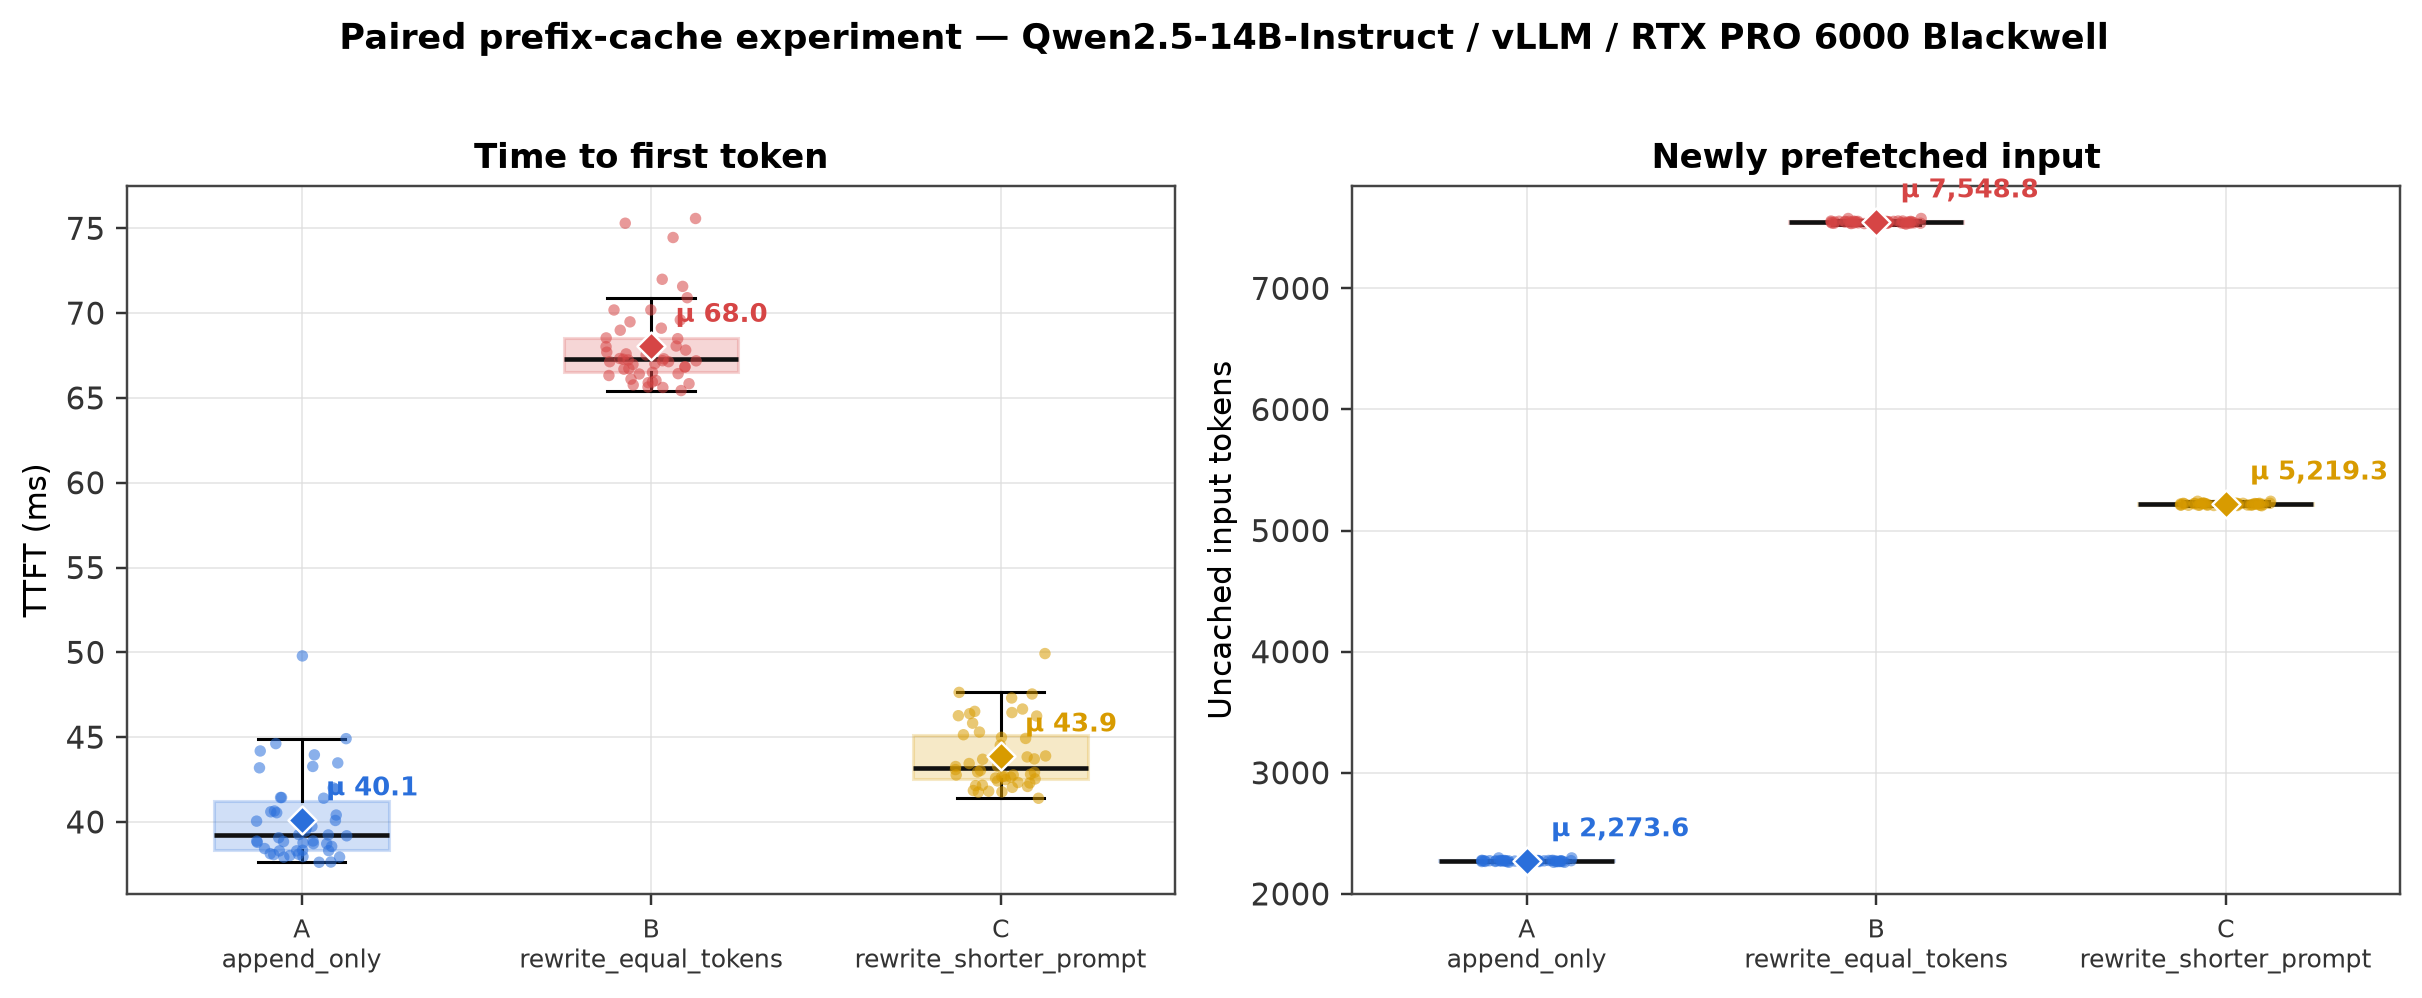 Paired prefix-cache experiment — Qwen2.5-14B-Instruct / vLLM / RTX PRO 6000 Blackwell
Time to first token
TTFT (ms)
75
70
65
60
55
50
45
40
μ 40.1
μ 68.0
μ 43.9
A
append_only
B
rewrite_equal_tokens
C
rewrite_shorter_prompt
Newly prefetched input
Uncached input tokens
7000
6000
5000
4000
3000
2000
μ 2,273.6
μ 7,548.8
μ 5,219.3
A
append_only
B
rewrite_equal_tokens
C
rewrite_shorter_prompt